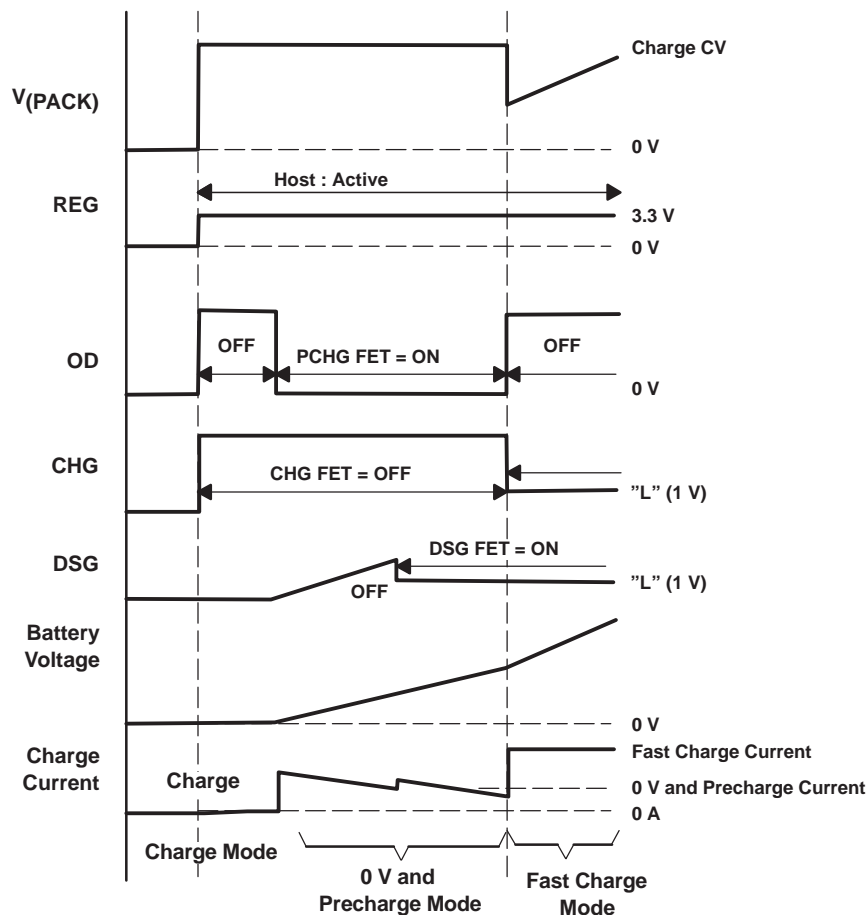 Charge CV
V(PACK)
0 V
Host : Active
REG
3.3 V
0 V
OFF
PCHG FET = ON
OFF
OD
0 V
CHG
CHG FET = OFF
”L” (1 V)
DSG FET = ON
DSG
OFF
”L” (1 V)
Battery
Voltage
0 V
Fast Charge Current
Charge
Current
Charge
0 V and Precharge Current
0 A
Charge Mode
0 V and
Precharge Mode
Fast Charge
Mode